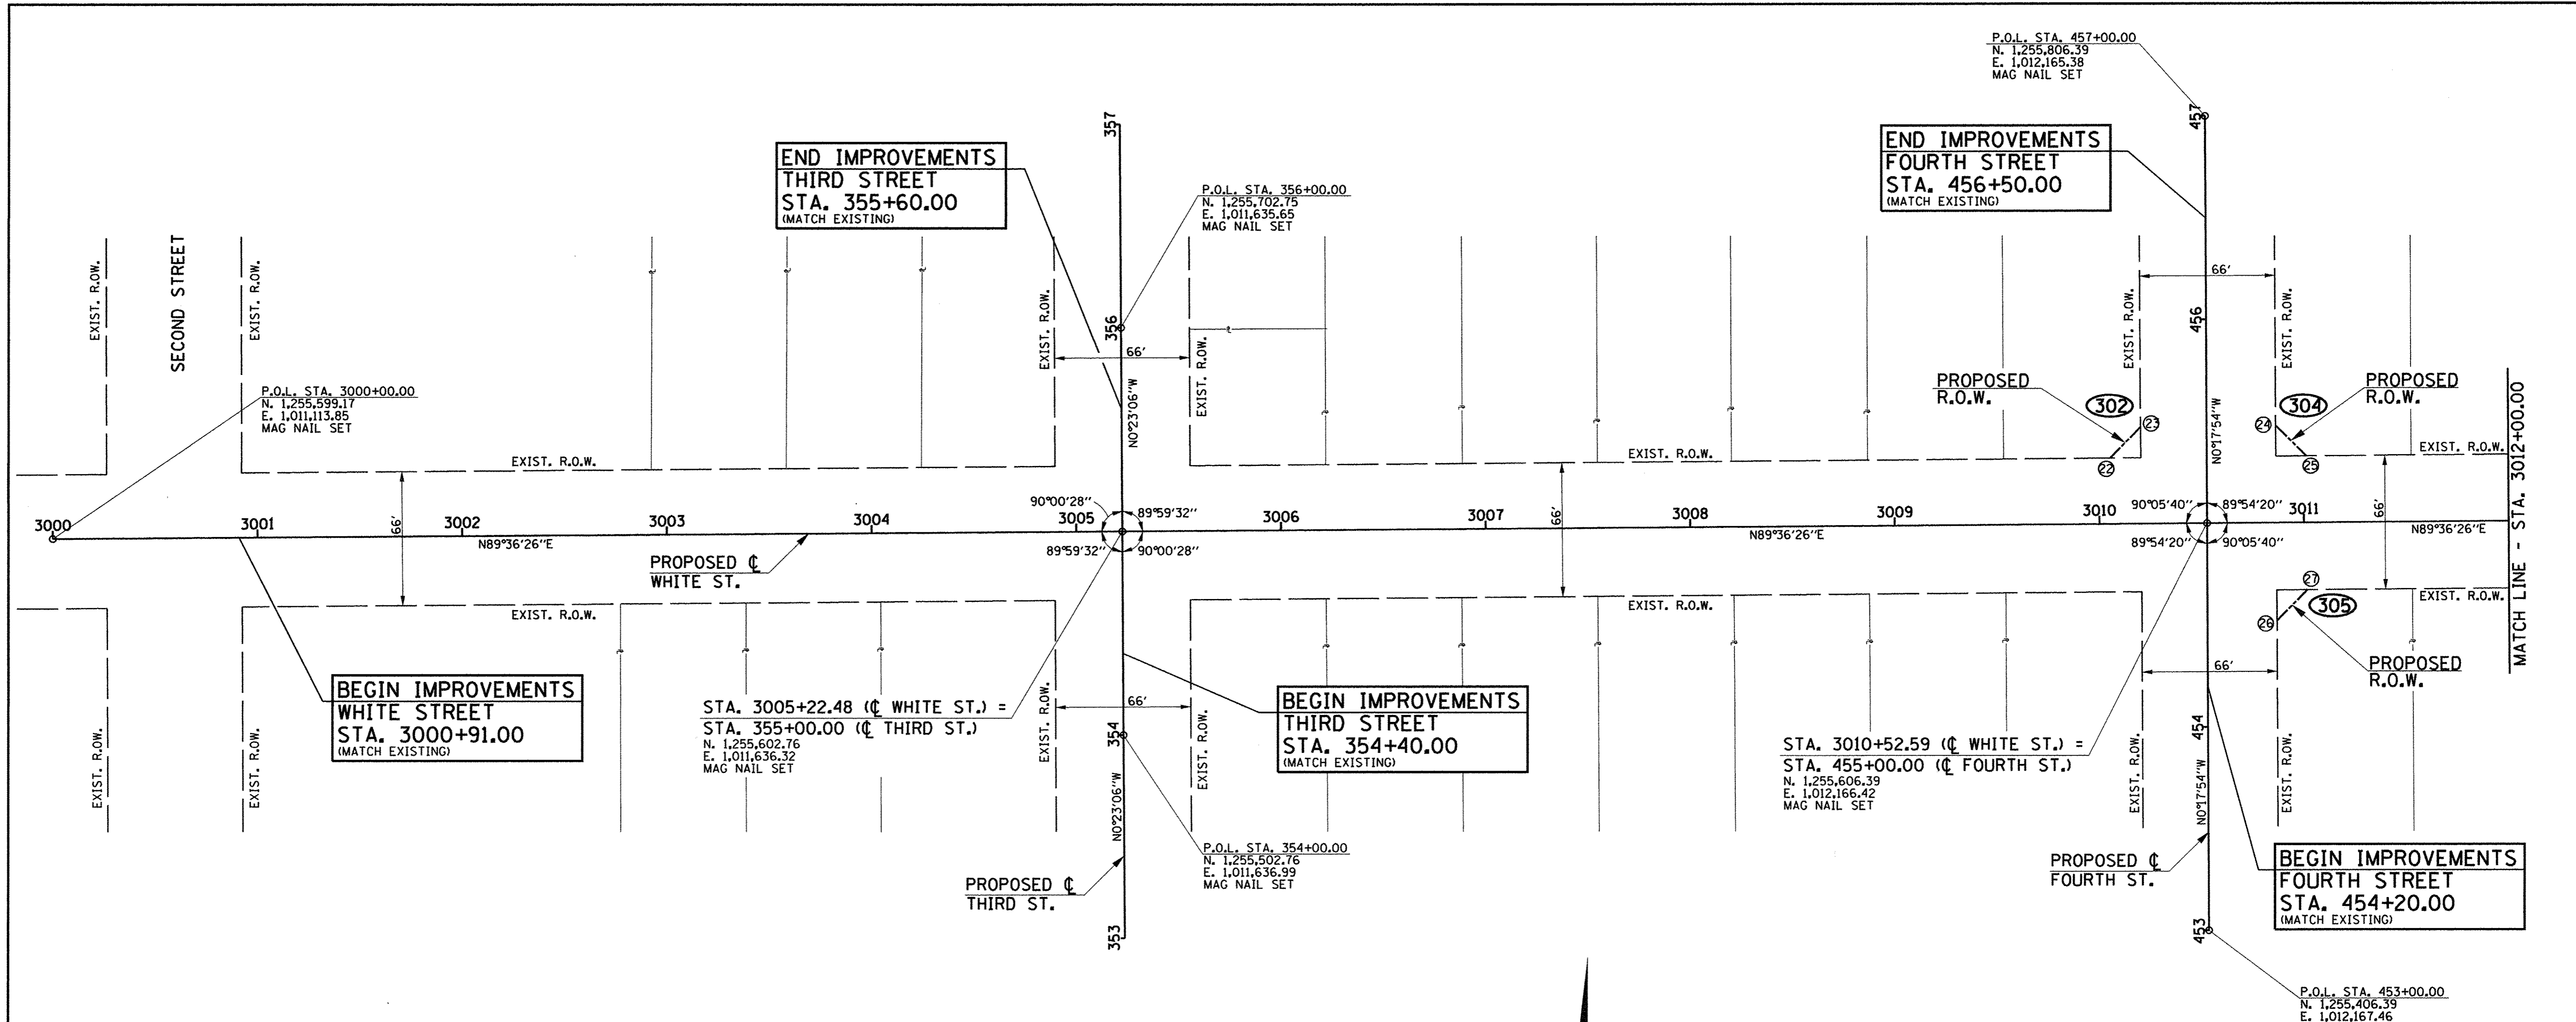 P.O.L. STA. 457+00.00
N. 1,255,806.39
E. 1,012,165.38
MAG NAIL SET
457
357
END IMPROVEMENTS
THIRD STREET
STA. 355+60.00
(MATCH EXISTING)
END IMPROVEMENTS
FOURTH STREET
STA. 456+50.00
(MATCH EXISTING)
P.O.L. STA. 356+00.00
N. 1,255,702.75
E. 1,011,635.65
MAG NAIL SET
EXIST. R.O.W.
SECOND STREET
EXIST. R.O.W.
EXIST. R.O.W.
356
66'
EXIST. R.O.W.
N0°23'06"W
66'
EXIST. R.O.W.
456
EXIST. R.O.W.
N0°17'54"W
P.O.L. STA. 3000+00.00
N. 1,255,599.17
E. 1,011,113.85
MAG NAIL SET
PROPOSED
R.O.W.
302
23
22
304
24
25
PROPOSED
R.O.W.
EXIST. R.O.W.
EXIST. R.O.W.
EXIST. R.O.W.
MATCH LINE - STA. 3012+00.00
3000
3001
3002
3003
3004
3005
3006
3007
3008
3009
3010
3011
66'
66'
66'
90°00'28"
89°59'32"
89°59'32"
90°00'28"
90°05'40"
89°54'20"
89°54'20"
90°05'40"
N89°36'26"E
N89°36'26"E
N89°36'26"E
PROPOSED ℄
WHITE ST.
EXIST. R.O.W.
EXIST. R.O.W.
EXIST. R.O.W.
27
26
305
PROPOSED
R.O.W.
BEGIN IMPROVEMENTS
WHITE STREET
STA. 3000+91.00
(MATCH EXISTING)
STA. 3005+22.48 (℄ WHITE ST.) =
STA. 355+00.00 (℄ THIRD ST.)
N. 1,255,602.76
E. 1,011,636.32
MAG NAIL SET
66'
354
BEGIN IMPROVEMENTS
THIRD STREET
STA. 354+40.00
(MATCH EXISTING)
66'
454
STA. 3010+52.59 (℄ WHITE ST.) =
STA. 455+00.00 (℄ FOURTH ST.)
N. 1,255,606.39
E. 1,012,166.42
MAG NAIL SET
EXIST. R.O.W.
EXIST. R.O.W.
EXIST. R.O.W.
N0°23'06"W
EXIST. R.O.W.
EXIST. R.O.W.
N0°17'54"W
EXIST. R.O.W.
P.O.L. STA. 354+00.00
N. 1,255,502.76
E. 1,011,636.99
MAG NAIL SET
PROPOSED ℄
THIRD ST.
353
PROPOSED ℄
FOURTH ST.
453
BEGIN IMPROVEMENTS
FOURTH STREET
STA. 454+20.00
(MATCH EXISTING)
P.O.L. STA. 453+00.00
N. 1,255,406.39
E. 1,012,167.46